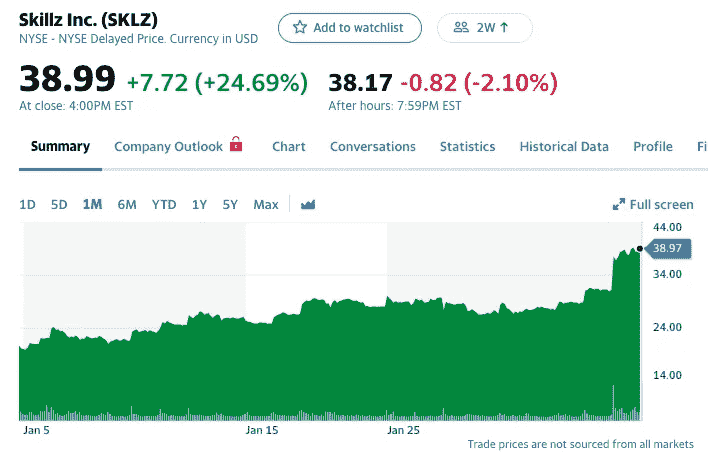 Skillz Inc. (SKLZ)
NYSE - NYSE Delayed Price. Currency in USD
Add to watchlist
2W ↑
38.99 +7.72 (+24.69%)
At close: 4:00PM EST
38.17 -0.82 (-2.10%)
After hours: 7:59PM EST
Summary Company Outlook Chart Conversations Statistics Historical Data Profile Fi
1D 5D 1M 6M YTD 1Y 5Y Max
Full screen
44.00
38.97
34.00
24.00
14.00
Jan 5 Jan 15 Jan 25
Trade prices are not sourced from all markets